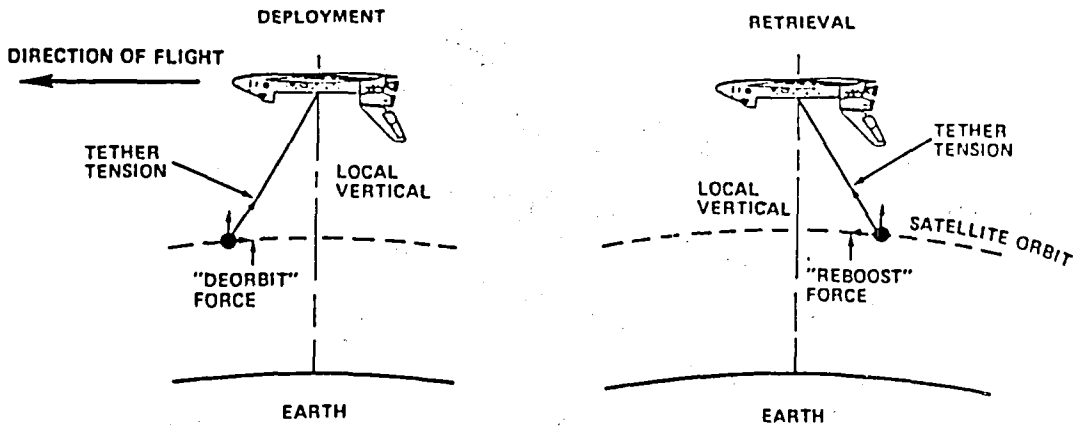 DEPLOYMENT
RETRIEVAL
DIRECTION OF FLIGHT
TETHER
TENSION
LOCAL
VERTICAL
"DEORBIT"
FORCE
EARTH
TETHER
TENSION
LOCAL
VERTICAL
SATELLITE ORBIT
"REBOOST"
FORCE
EARTH